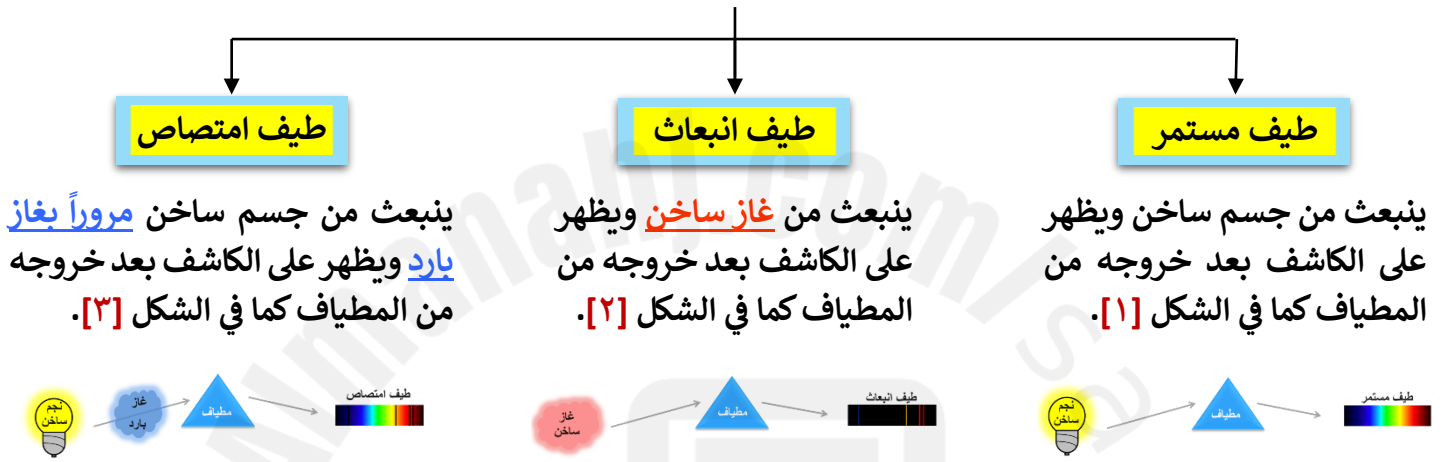 طيف مستمر
طيف انبعاث
طيف امتصاص
ينبعث من جسم ساخن ويظهر
على الكاشف بعد خروجه من
المطياف كما في الشكل [١].
ينبعث من غاز ساخن ويظهر
على الكاشف بعد خروجه من
المطياف كما في الشكل [٢].
ينبعث من جسم ساخن مروراً بغاز
بارد ويظهر على الكاشف بعد خروجه
من المطياف كما في الشكل [٣].
نجم
ساخن
مطياف
طيف مستمر
غاز
ساخن
مطياف
طيف انبعاث
نجم
ساخن
غاز
بارد
مطياف
طيف امتصاص
almanahj.com/sa